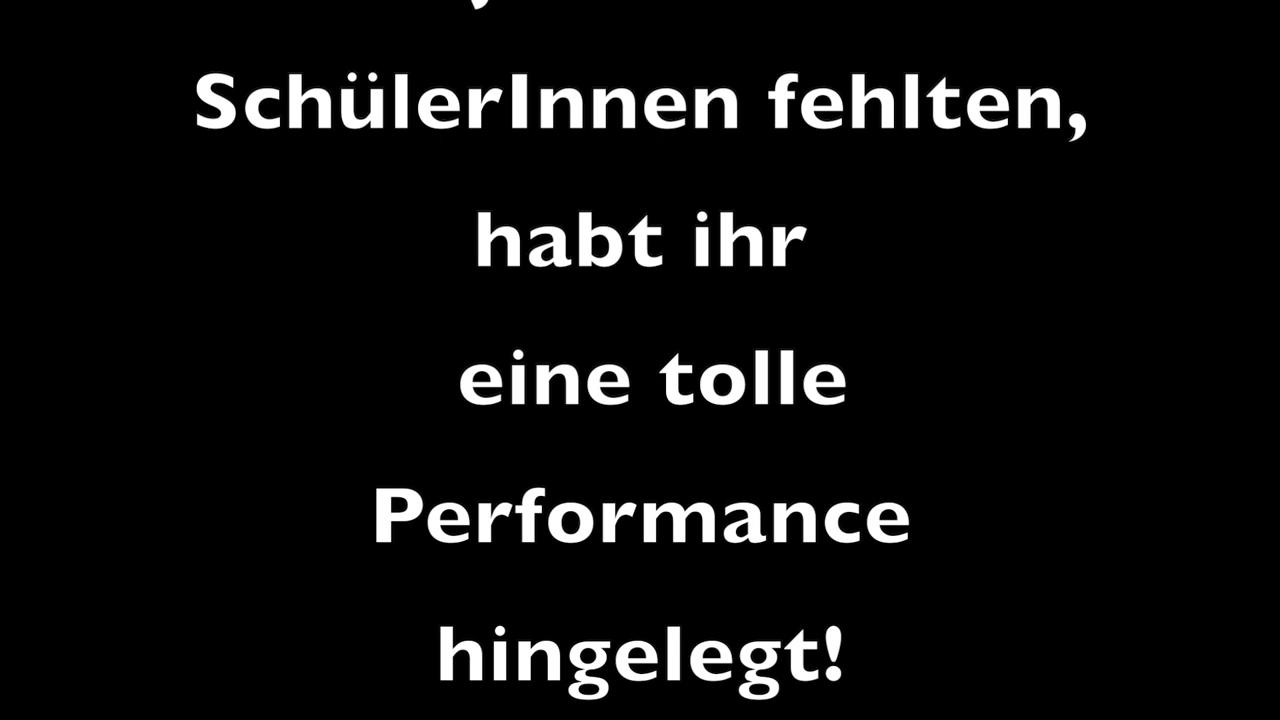 SchülerInnen fehlten,
habt ihr
eine tolle
Performance
hingelegt!